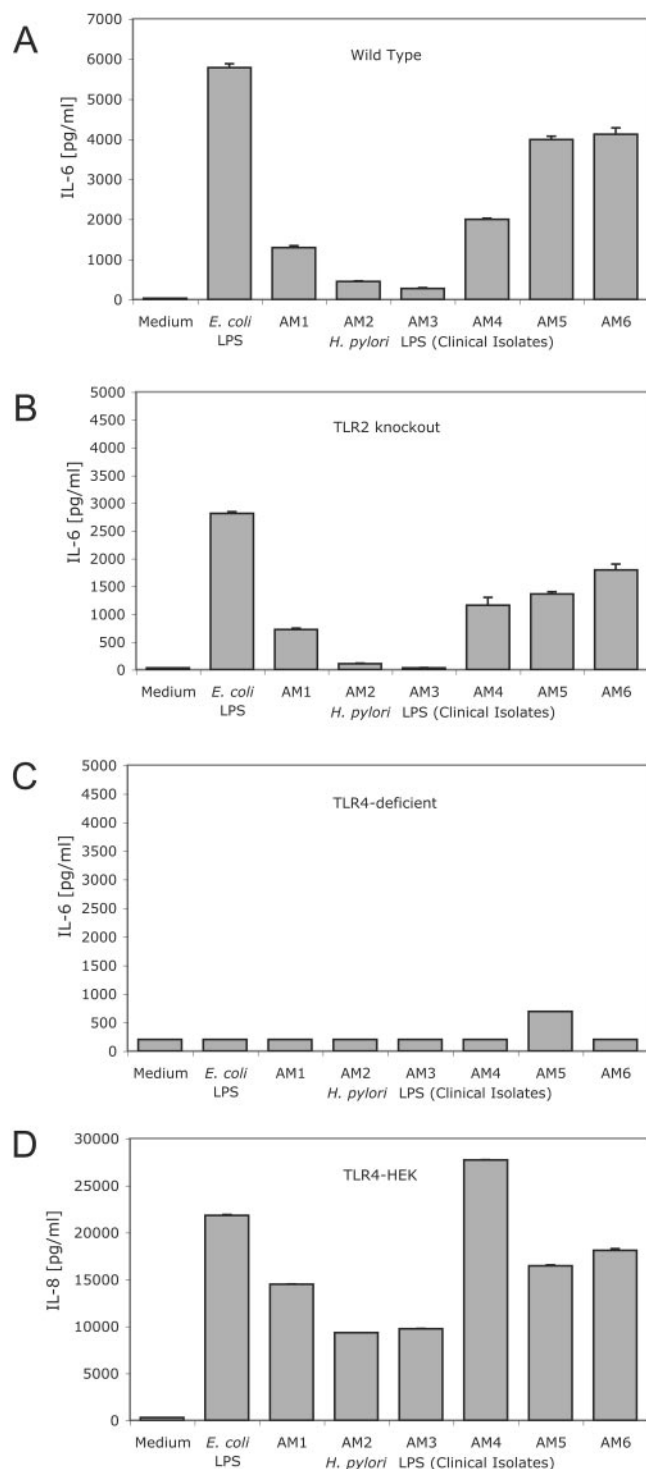 A
Wild Type
IL-6 [pg/ml]
7000
6000
5000
4000
3000
2000
1000
0
Medium E. coli AM1 AM2 AM3 AM4 AM5 AM6
LPS H. pylori LPS (Clinical Isolates)
B
TLR2 knockout
IL-6 [pg/ml]
5000
4500
4000
3500
3000
2500
2000
1500
1000
500
0
Medium E. coli AM1 AM2 AM3 AM4 AM5 AM6
LPS H. pylori LPS (Clinical Isolates)
C
TLR4-deficient
IL-6 [pg/ml]
5000
4500
4000
3500
3000
2500
2000
1500
1000
500
0
Medium E. coli AM1 AM2 AM3 AM4 AM5 AM6
LPS H. pylori LPS (Clinical Isolates)
D
TLR4-HEK
IL-8 [pg/ml]
30000
25000
20000
15000
10000
5000
0
Medium E. coli AM1 AM2 AM3 AM4 AM5 AM6
LPS H. pylori LPS (Clinical Isolates)